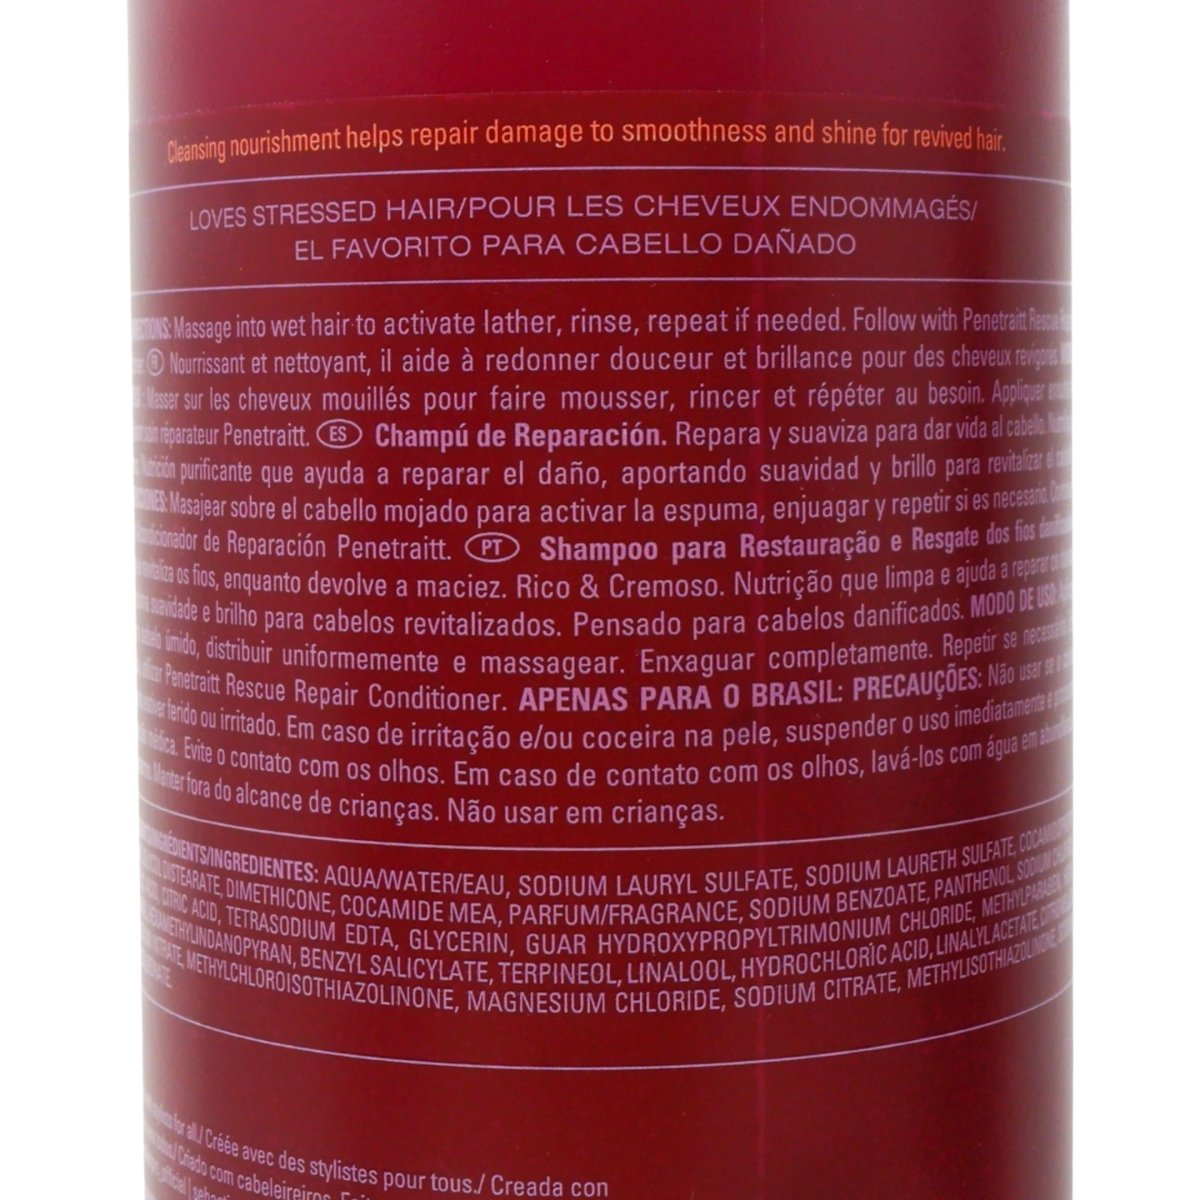 Cleansing nourishment helps repair damage to smoothness and shine for revived hair.
LOVES STRESSED HAIR/POUR LES CHEVEUX ENDOMMAGÉS/
EL FAVORITO PARA CABELLO DAÑADO
Massage into wet hair to activate lather, rinse, repeat if needed. Follow with Penetraitt Rescue
FR Nourrissant et nettoyant, il aide à redonner douceur et brillance pour des cheveux revigorés.
Masser sur les cheveux mouillés pour faire mousser, rincer et répéter au besoin. Appliquer
son réparateur Penetraitt. ES Champú de Reparación. Repara y suaviza para dar vida al cabello.
Nutrición purificante que ayuda a reparar el daño, aportando suavidad y brillo para revitalizar el
Masajear sobre el cabello mojado para activar la espuma, enjuagar y repetir si es necesario.
de Reparación Penetraitt. PT Shampoo para Restauração e Resgate dos fios
revitaliza os fios, enquanto devolve a maciez. Rico & Cremoso. Nutrição que limpa e ajuda a reparar
suavidade e brilho para cabelos revitalizados. Pensado para cabelos danificados. MODO DE USO:
úmido, distribuir uniformemente e massagear. Enxaguar completamente. Repetir se
Penetraitt Rescue Repair Conditioner. APENAS PARA O BRASIL: PRECAUÇÕES: Não usar se
ferido ou irritado. Em caso de irritação e/ou coceira na pele, suspender o uso imediatamente e
médica. Evite o contato com os olhos. Em caso de contato com os olhos, lavá-los com água em
Manter fora do alcance de crianças. Não usar em crianças.
INGREDIENTES: AQUA/WATER/EAU, SODIUM LAURYL SULFATE, SODIUM LAURETH SULFATE,
DISTEARATE, DIMETHICONE, COCAMIDE MEA, PARFUM/FRAGRANCE, SODIUM BENZOATE, PANTHENOL,
CITRIC ACID, TETRASODIUM EDTA, GLYCERIN, GUAR HYDROXYPROPYLTRIMONIUM CHLORIDE, METHYLPARABEN,
BENZYL SALICYLATE, TERPINEOL, LINALOOL, HYDROCHLORIC ACID, LINALYL ACETATE,
METHYLCHLOROISOTHIAZOLINONE, MAGNESIUM CHLORIDE, SODIUM CITRATE, METHYLISOTHIAZOLINONE,
for all./ Créée avec des stylistes pour tous./ Creada con
Criado com cabeleireiros.